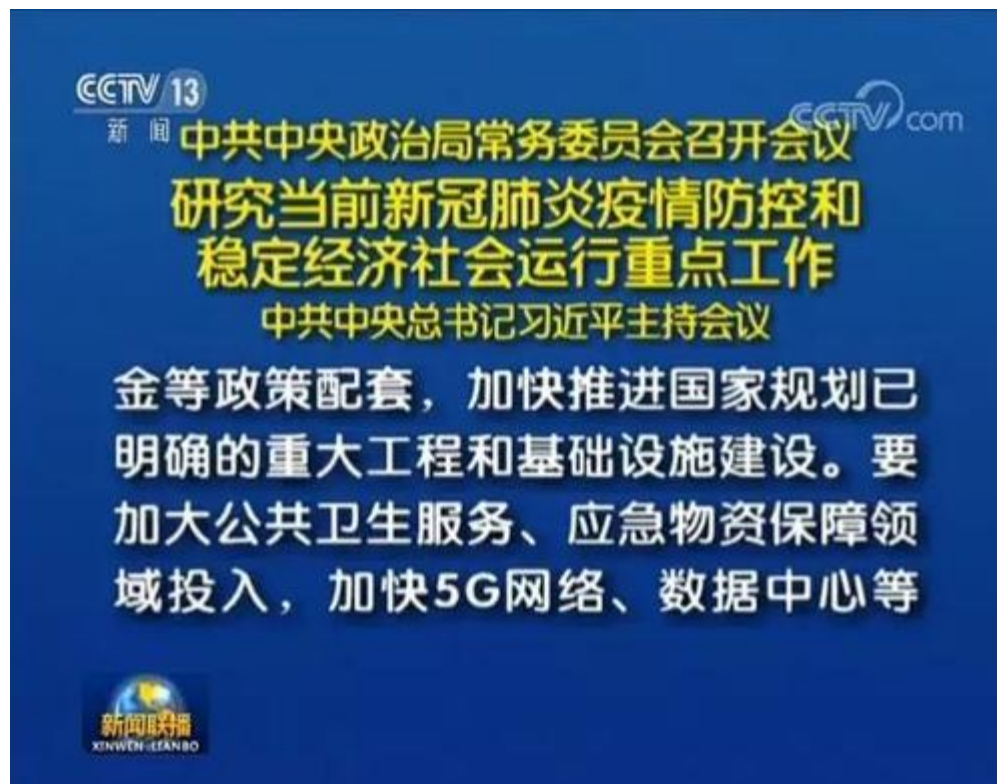 CCTV 13
CCTV.com
新闻
中共中央政治局常务委员会召开会议
研究当前新冠肺炎疫情防控和
稳定经济社会运行重点工作
中共中央总书记习近平主持会议
金等政策配套，加快推进国家规划已
明确的重大工程和基础设施建设。要
加大公共卫生服务、应急物资保障领
域投入，加快5G网络、数据中心等
新闻联播
XINWEN LIANBO